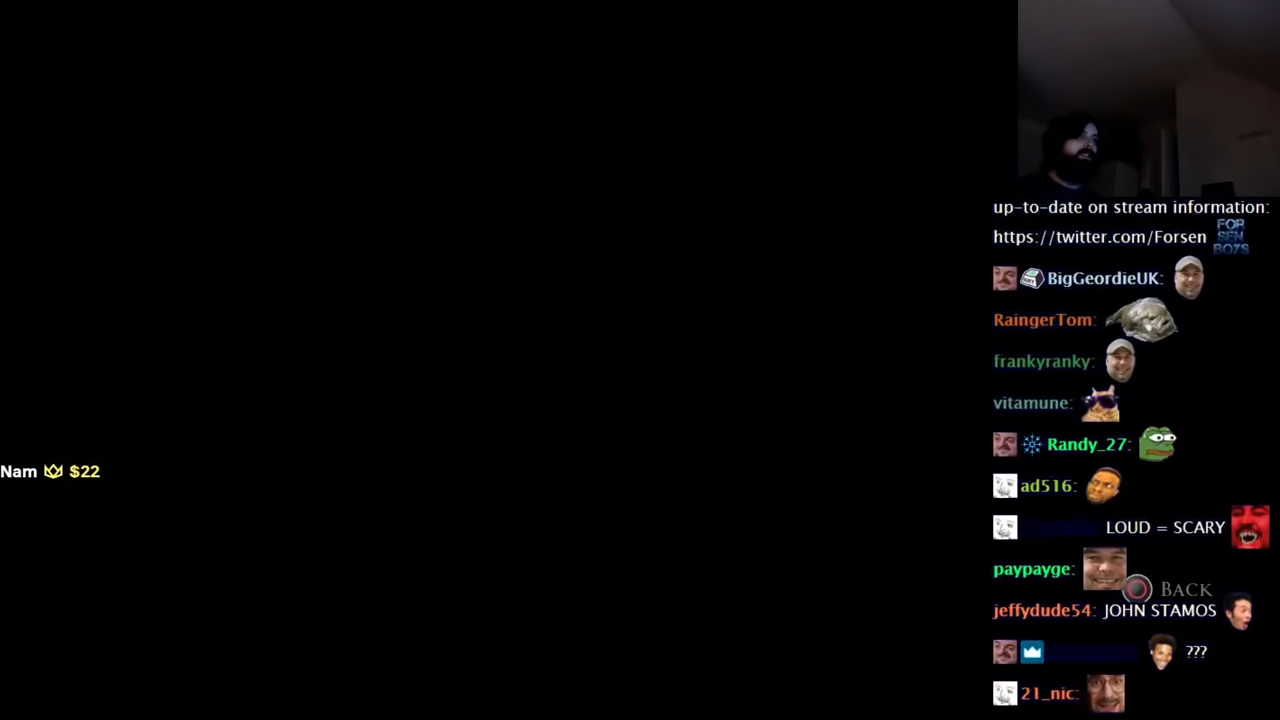 up-to-date on stream information:
https://twitter.com/Forsen FOR SEN BOYS
BigGeordieUK:
RaingerTom:
frankyranky:
vitamune:
Randy_27:
Nam $22
ad516:
LOUD = SCARY
paypayge:
BACK
jeffydude54: JOHN STAMOS
???
21_nic: